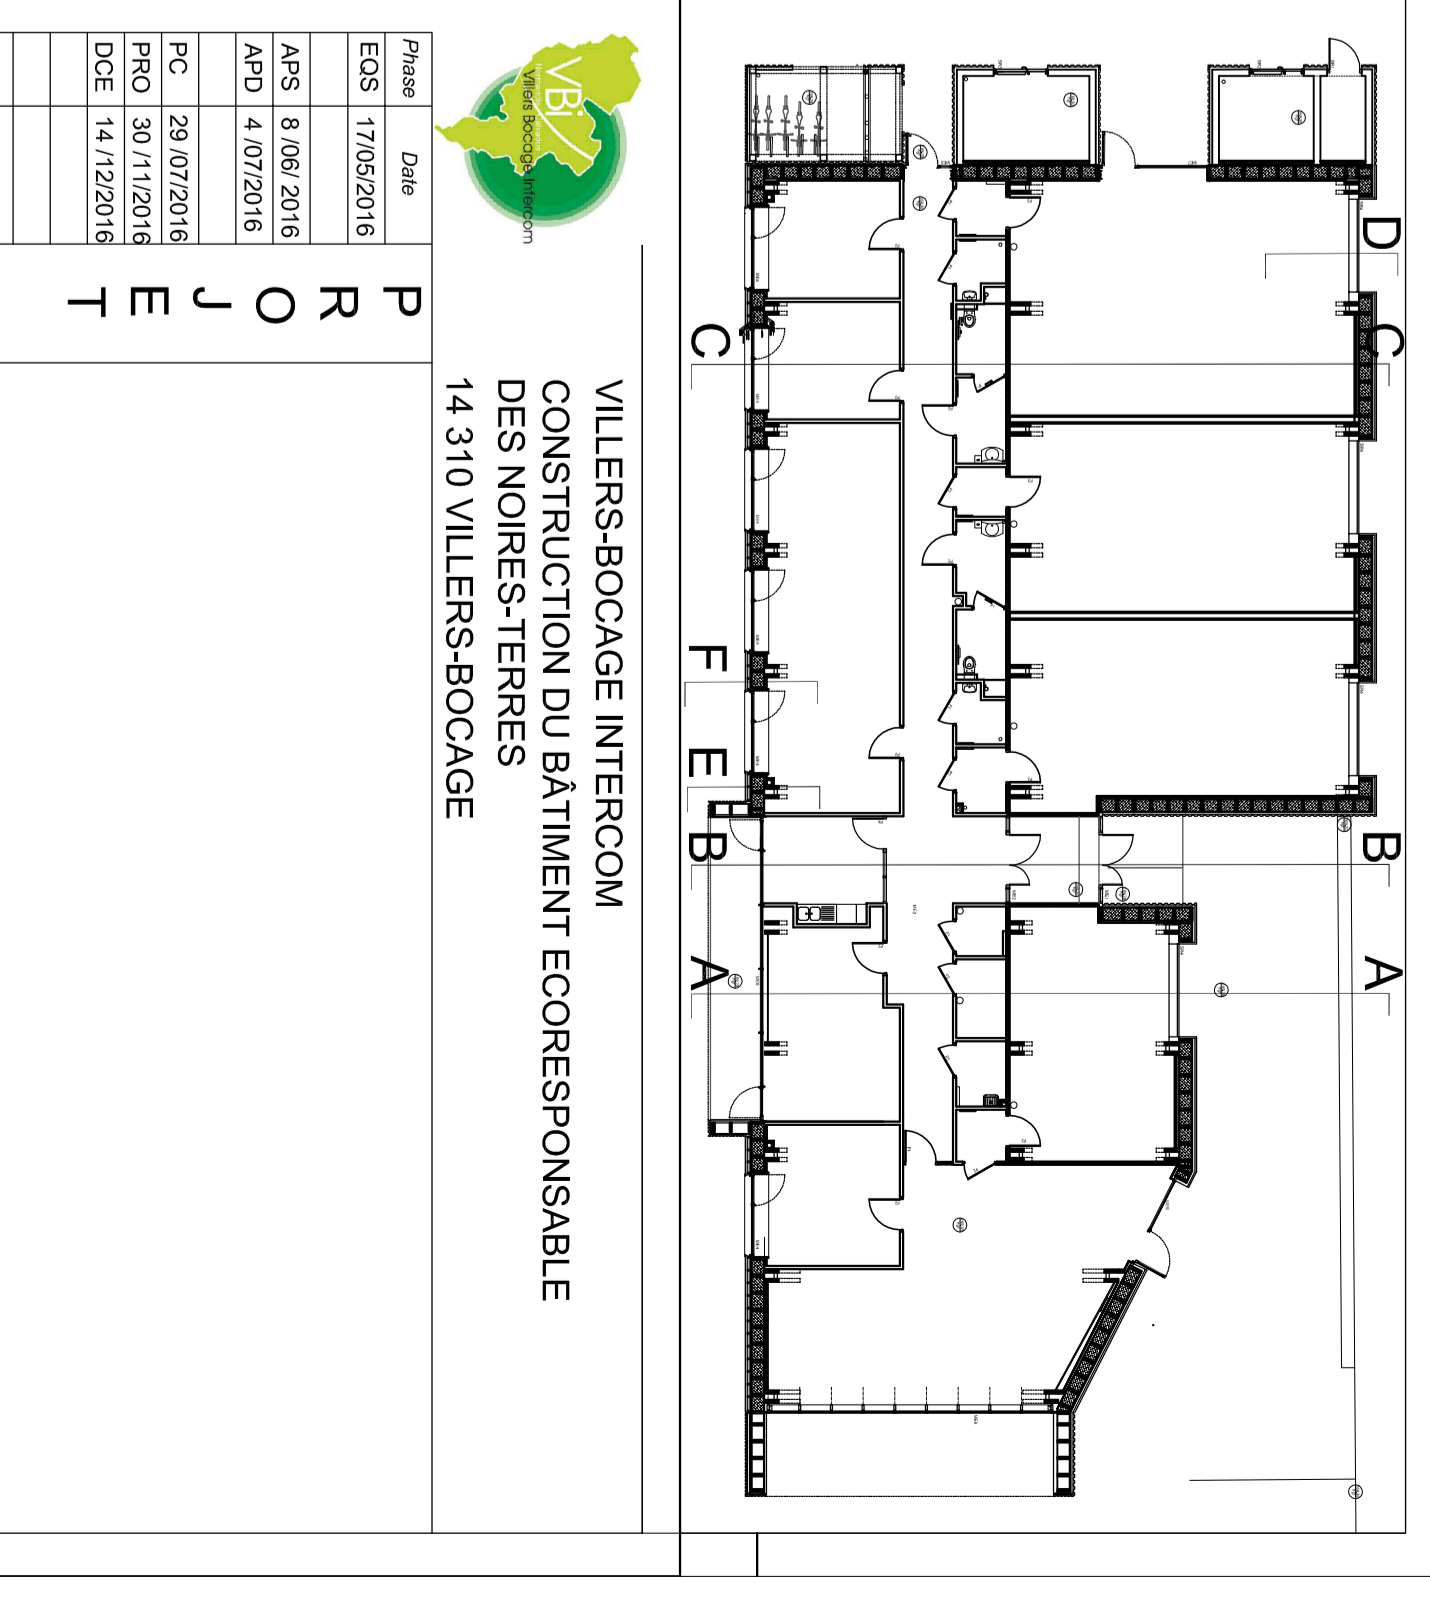 D
C
C
F
E
B
B
A
A
VILLERS-BOCAGE INTERCOM
CONSTRUCTION DU BÂTIMENT ECORESPONSABLE
DES NOIRES-TERRES
14 310 VILLERS-BOCAGE
VBi
Villers Bocage Intercom
Phase Date
EQS 17/05/2016
APS 8 /06/ 2016
APD 4 /07/2016
PC 29 /07/2016
PRO 30 /11/2016
DCE 14 /12/2016
PROJET